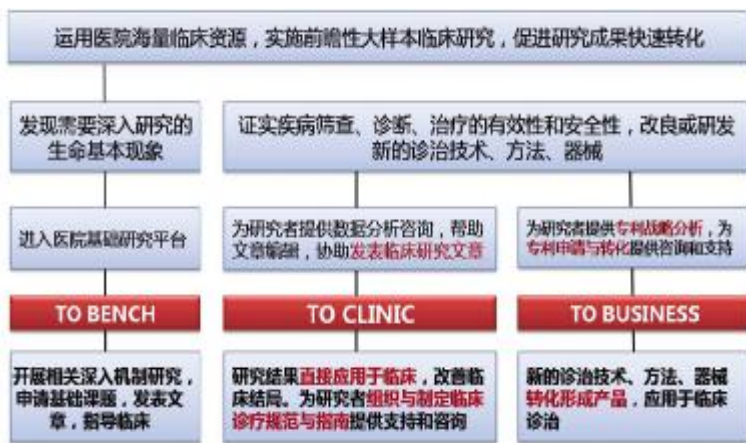 运用医院海量临床资源，实施前瞻性大样本临床研究，促进研究成果快速转化
发现需要深入研究的
生命基本现象
证实疾病筛查、诊断、治疗的有效性和安全性，改良或研发
新的诊治技术、方法、器械
进入医院基础研究平台
为研究者提供数据分析咨询，帮助
文章编辑，协助发表临床研究文章
为研究者提供专利战略分析，为
专利申请与转化提供咨询和支持
TO BENCH
TO CLINIC
TO BUSINESS
开展相关深入机制研究，
申请基础课题，发表文
章，指导临床
研究结果直接应用于临床，改善临
床结局。为研究者组织与制定临床
诊疗规范与指南提供支持和咨询
新的诊治技术、方法、器械
转化形成产品，应用于临床
诊治